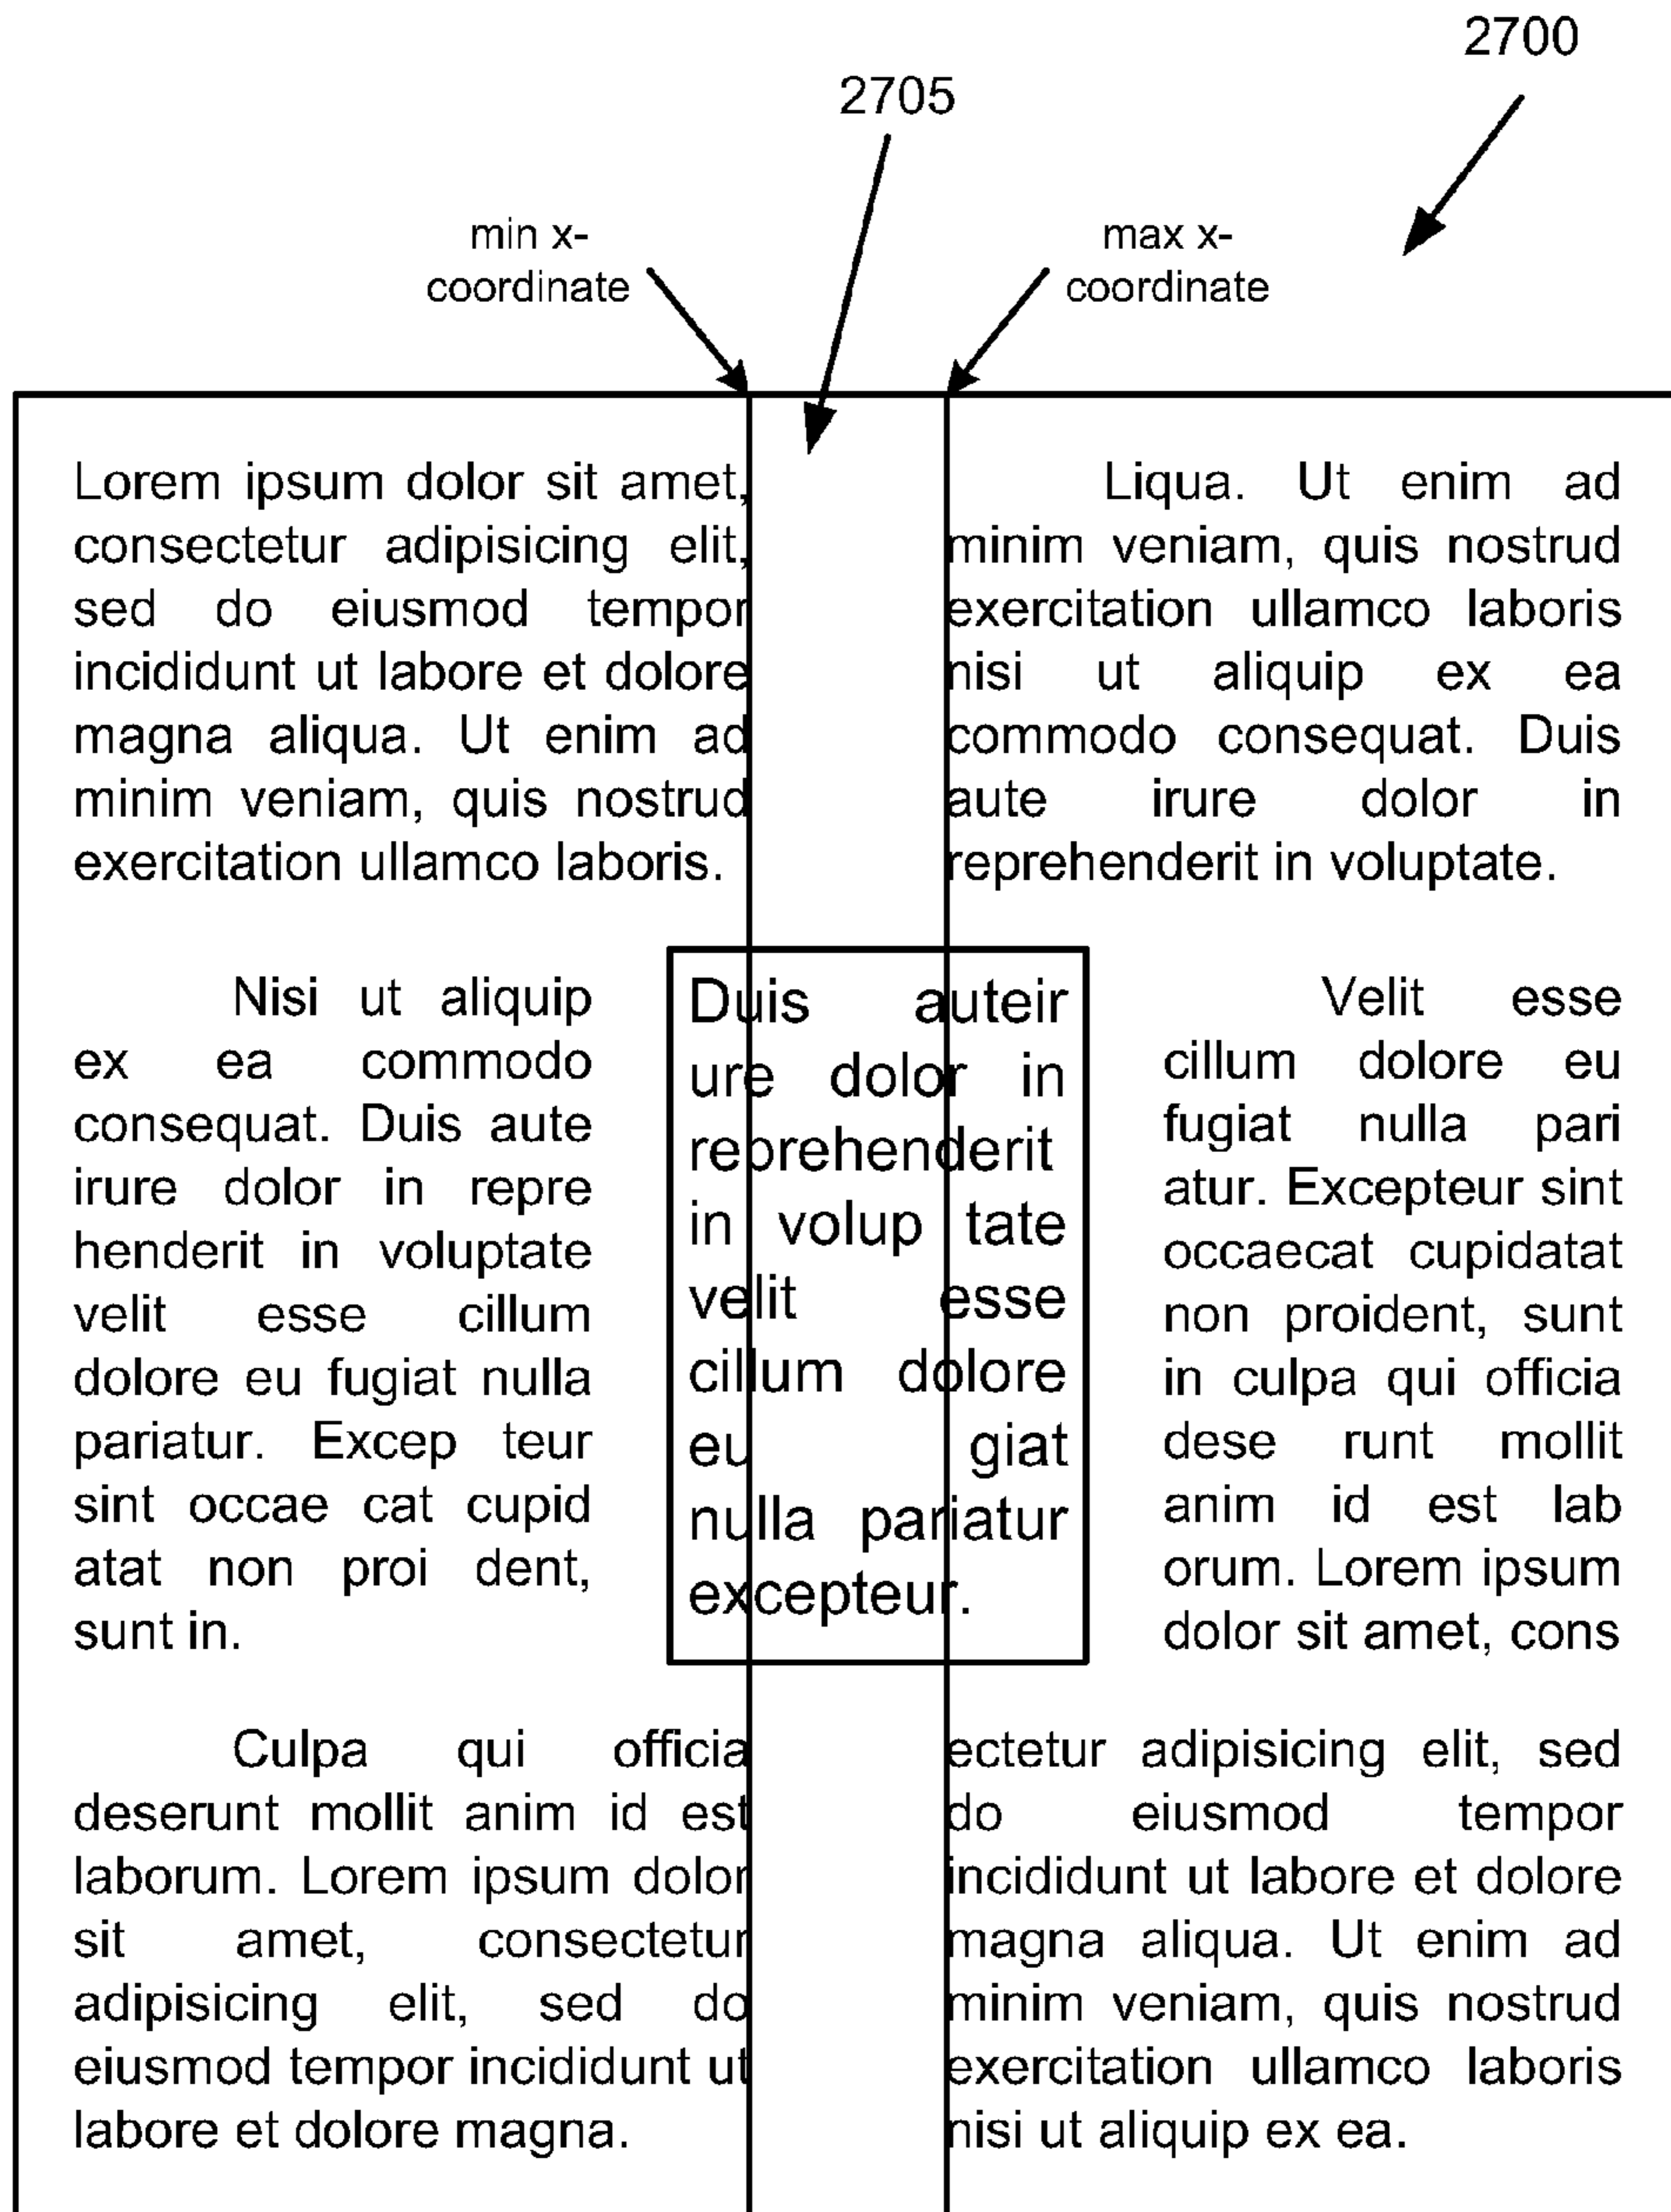 2700
2705
min x-
coordinate
max x-
coordinate
Lorem ipsum dolor sit amet,
consectetur adipisicing elit,
sed do eiusmod tempor
incididunt ut labore et dolore
magna aliqua. Ut enim ad
minim veniam, quis nostrud
exercitation ullamco laboris.
Nisi ut aliquip
ex ea commodo
consequat. Duis aute
irure dolor in repre
henderit in voluptate
velit esse cillum
dolore eu fugiat nulla
pariatur. Excep teur
sint occae cat cupid
atat non proi dent,
sunt in.
Culpa qui officia
deserunt mollit anim id est
laborum. Lorem ipsum dolor
sit amet, consectetur
adipisicing elit, sed do
eiusmod tempor incididunt ut
labore et dolore magna.
Duis auteir
ure dolor in
reprehenderit
in volup tate
velit esse
cillum dolore
eu giat
nulla pariatur
excepteur.
Liqua. Ut enim ad
minim veniam, quis nostrud
exercitation ullamco laboris
nisi ut aliquip ex ea
commodo consequat. Duis
aute irure dolor in
reprehenderit in voluptate.
Velit esse
cillum dolore eu
fugiat nulla pari
atur. Excepteur sint
occaecat cupidatat
non proident, sunt
in culpa qui officia
dese runt mollit
anim id est lab
orum. Lorem ipsum
dolor sit amet, cons
ectetur adipisicing elit, sed
do eiusmod tempor
incididunt ut labore et dolore
magna aliqua. Ut enim ad
minim veniam, quis nostrud
exercitation ullamco laboris
nisi ut aliquip ex ea.